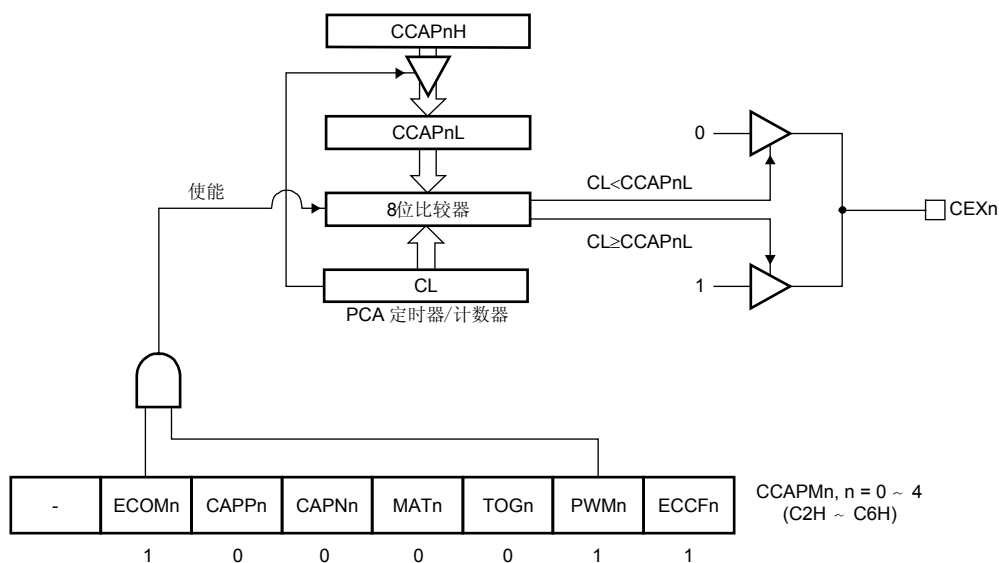 CCAPnH
CCAPnL
0
CL<CCAPnL
使能
8位比较器
CEXn
CL≥CCAPnL
CL
1
PCA 定时器/计数器
- ECOMn CAPPn CAPNn MATn TOGn PWMn ECCFn
CCAPMn, n = 0 ~ 4
(C2H ~ C6H)
1 0 0 0 0 1 1